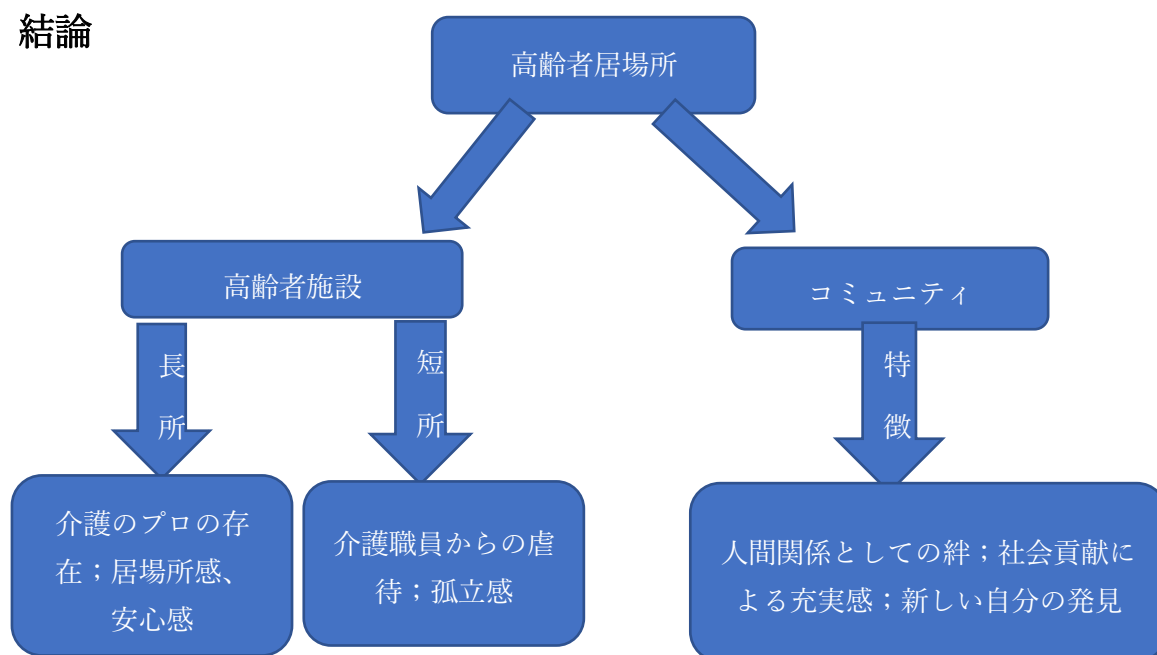 結論
高齢者居場所
高齢者施設
コミュニティ
長所
短所
特徴
介護のプロの存
在；居場所感、
安心感
介護職員からの虐
待；孤立感
人間関係としての絆；社会貢献に
よる充実感；新しい自分の発見